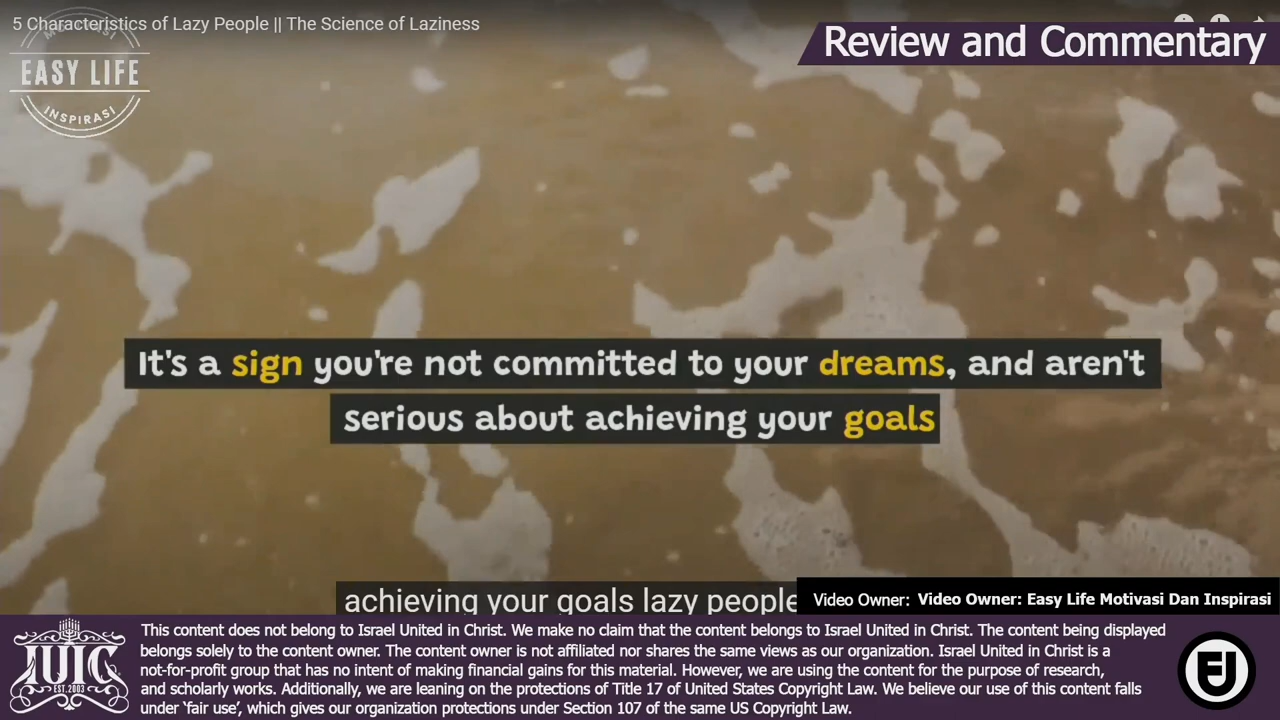 5 Characteristics of Lazy People || The Science of Laziness
Review and Commentary
MOTIVASI
EASY LIFE
INSPIRASI
It's a sign you're not committed to your dreams, and aren't
serious about achieving your goals
achieving your goals lazy people
Video Owner: Video Owner: Easy Life Motivasi Dan Inspirasi
This content does not belong to Israel United in Christ. We make no claim that the content belongs to Israel United in Christ. The content being displayed
belongs solely to the content owner. The content owner is not affiliated nor shares the same views as our organization. Israel United in Christ is a
not-for-profit group that has no intent of making financial gains for this material. However, we are using the content for the purpose of research,
and scholarly works. Additionally, we are leaning on the protections of Title 17 of United States Copyright Law. We believe our use of this content falls
under 'fair use', which gives our organization protections under Section 107 of the same US Copyright Law.
IUIC
EST.2003